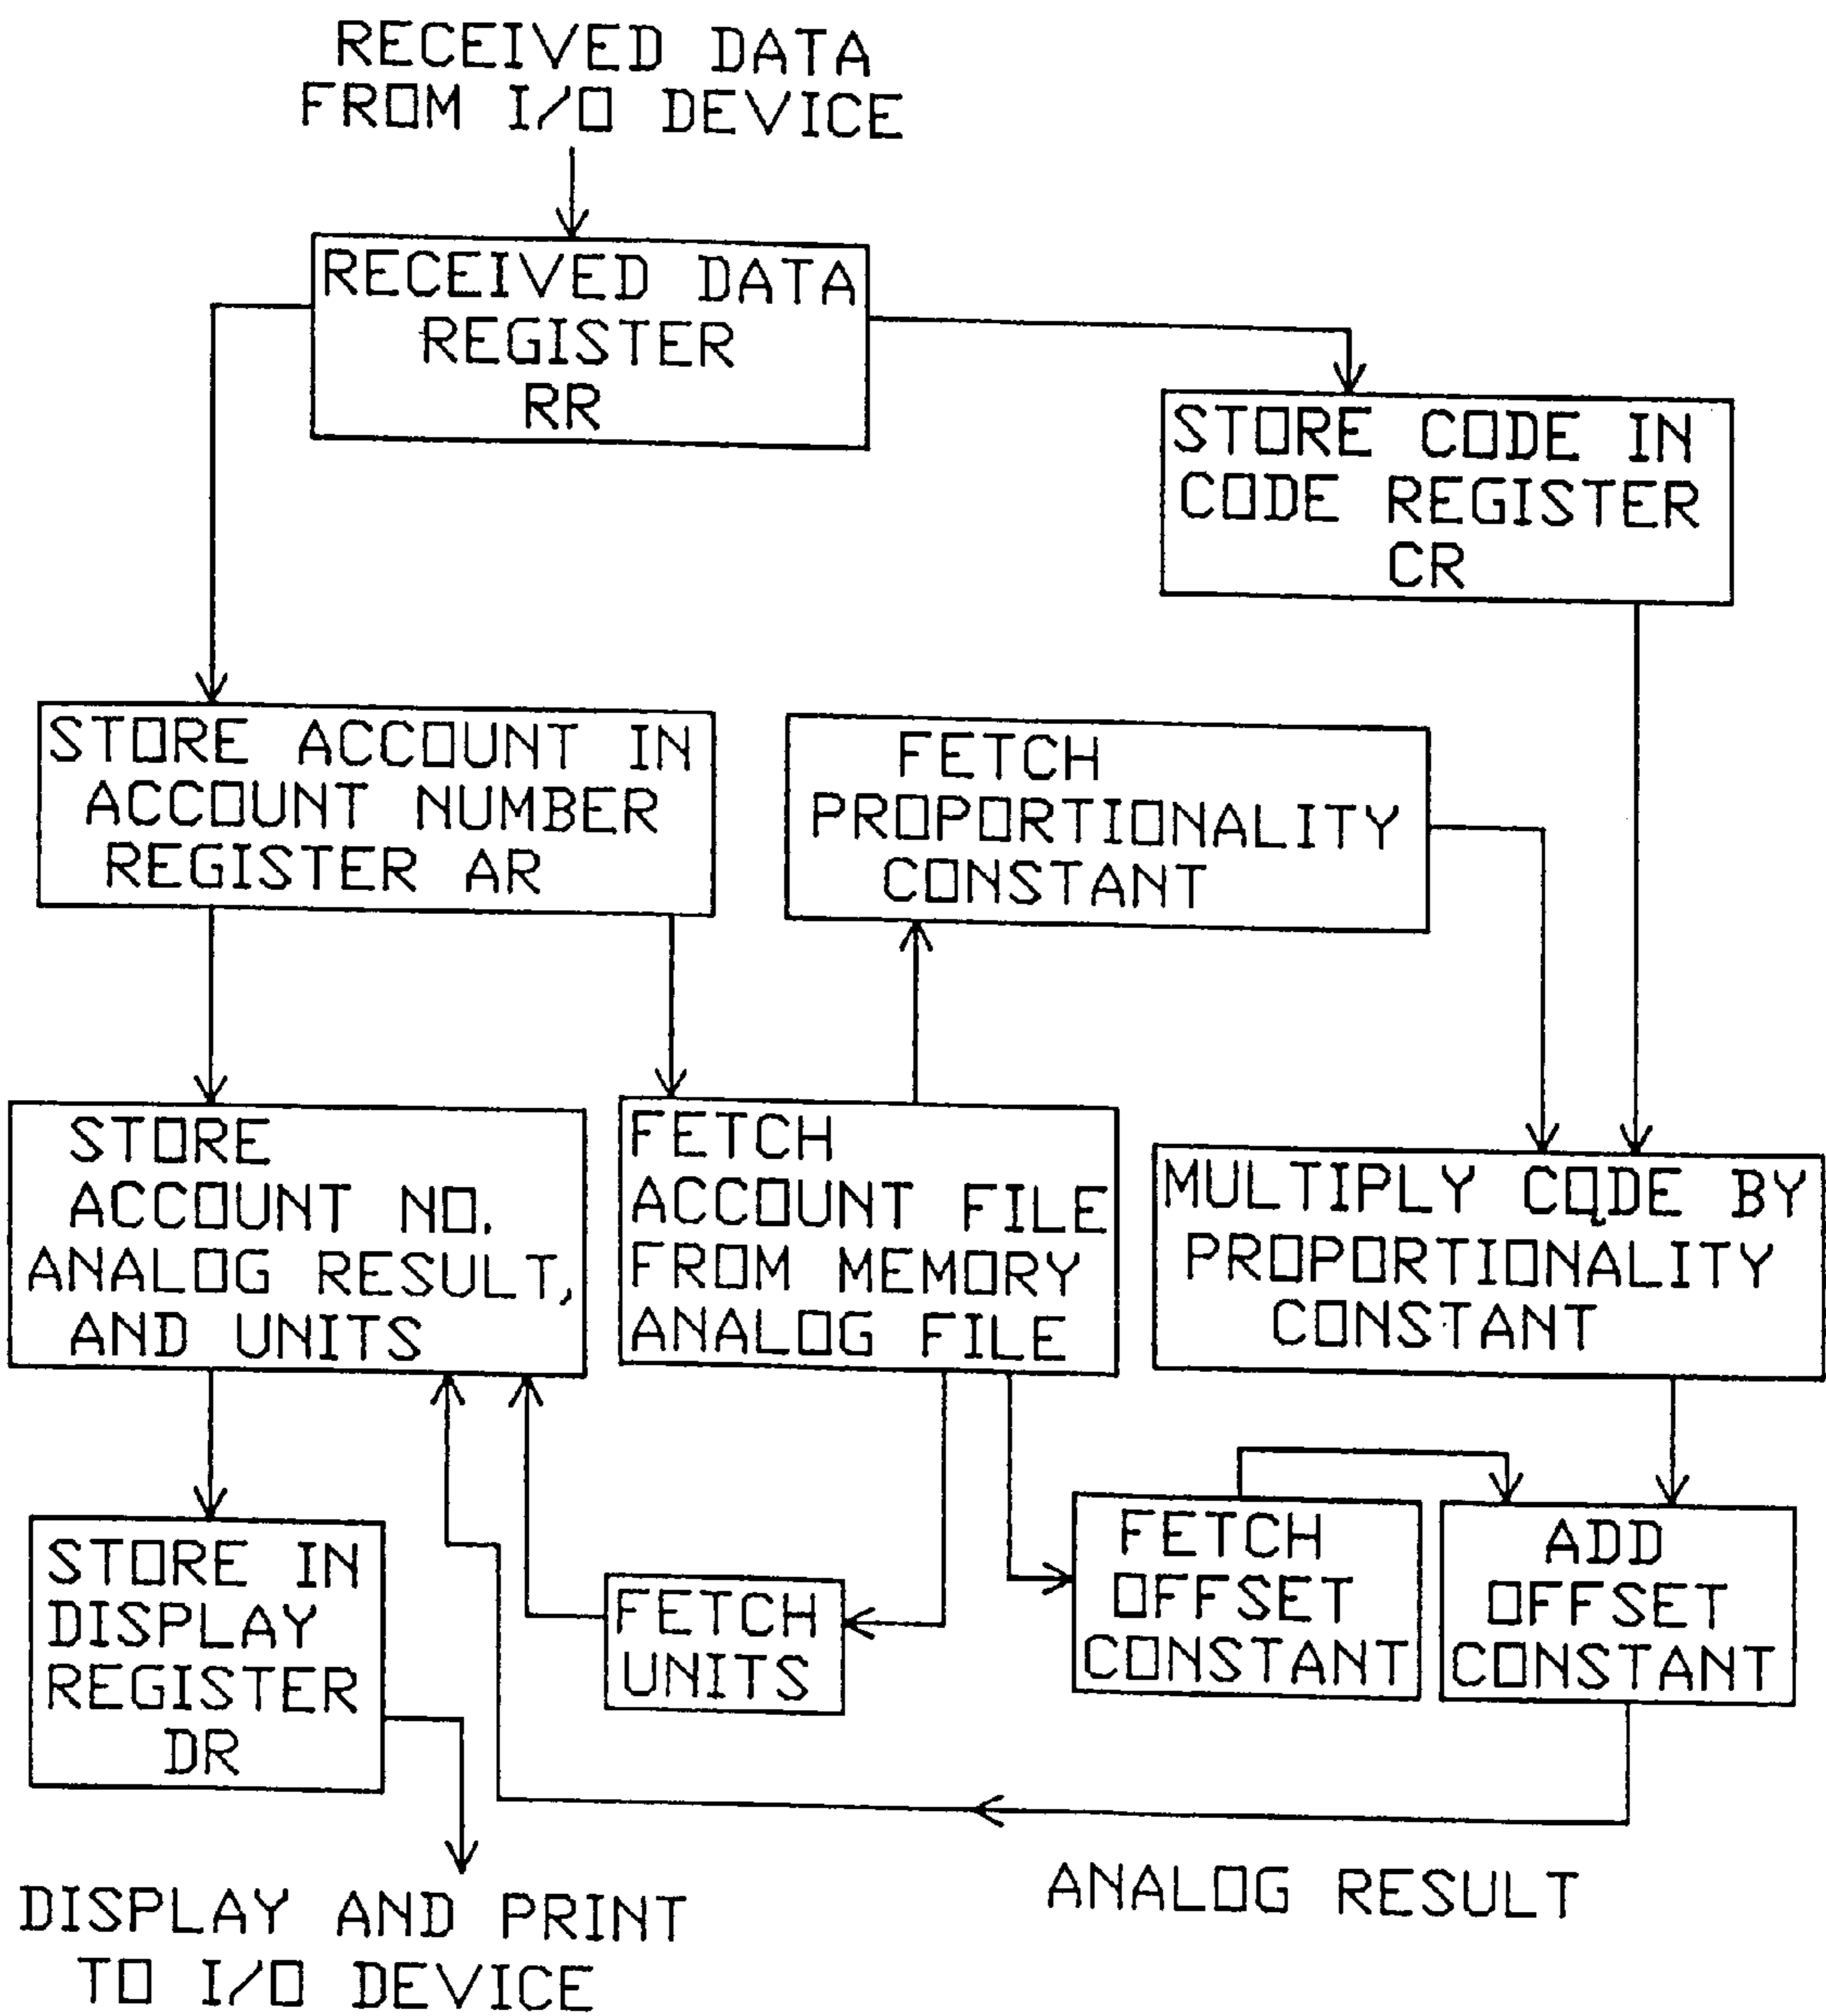 RECEIVED DATA
FROM I/O DEVICE
RECEIVED DATA
REGISTER
RR
STORE CODE IN
CODE REGISTER
CR
STORE ACCOUNT IN
ACCOUNT NUMBER
REGISTER AR
FETCH
PROPORTIONALITY
CONSTANT
STORE
ACCOUNT NO.
ANALOG RESULT,
AND UNITS
FETCH
ACCOUNT FILE
FROM MEMORY
ANALOG FILE
MULTIPLY CODE BY
PROPORTIONALITY
CONSTANT
STORE IN
DISPLAY
REGISTER
DR
FETCH
UNITS
FETCH
OFFSET
CONSTANT
ADD
OFFSET
CONSTANT
ANALOG RESULT
DISPLAY AND PRINT
TO I/O DEVICE